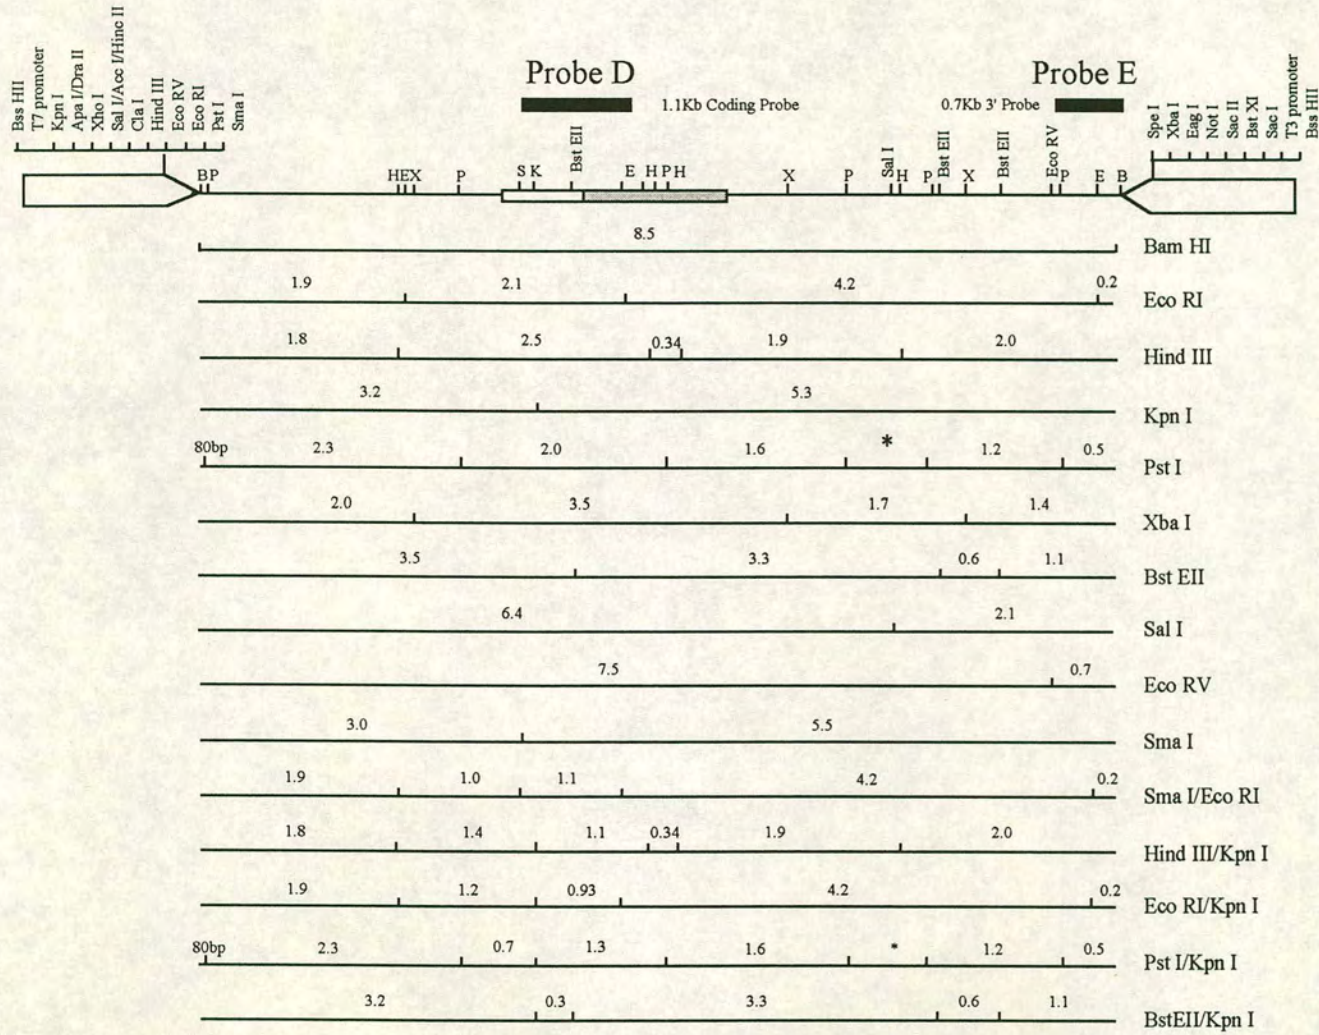 Bss HII
T7 promoter
Kpn I
Apa I/Dra II
Xho I
Sal I/Acc I/Hinc II
Cla I
Hind III
Eco RV
Eco RI
Pst I
Sma I
Probe D
1.1Kb Coding Probe
Probe E
0.7Kb 3' Probe
Spe I
Xba I
Eag I
Not I
Sac II
Bst XI
Sac I
T3 promoter
Bss HII
B P H E X P S K Bst EII E H P H X P Sal I H P Bst EII X Bst EII Eco RV P E B
8.5 Bam HI
1.9 2.1 4.2 0.2 Eco RI
1.8 2.5 0.34 1.9 2.0 Hind III
3.2 5.3 Kpn I
80bp 2.3 2.0 1.6 * 1.2 0.5 Pst I
2.0 3.5 1.7 1.4 Xba I
3.5 3.3 0.6 1.1 Bst EII
6.4 2.1 Sal I
7.5 0.7 Eco RV
3.0 5.5 Sma I
1.9 1.0 1.1 4.2 0.2 Sma I/Eco RI
1.8 1.4 1.1 0.34 1.9 2.0 Hind III/Kpn I
1.9 1.2 0.93 4.2 0.2 Eco RI/Kpn I
80bp 2.3 0.7 1.3 1.6 * 1.2 0.5 Pst I/Kpn I
3.2 0.3 3.3 0.6 1.1 BstEII/Kpn I